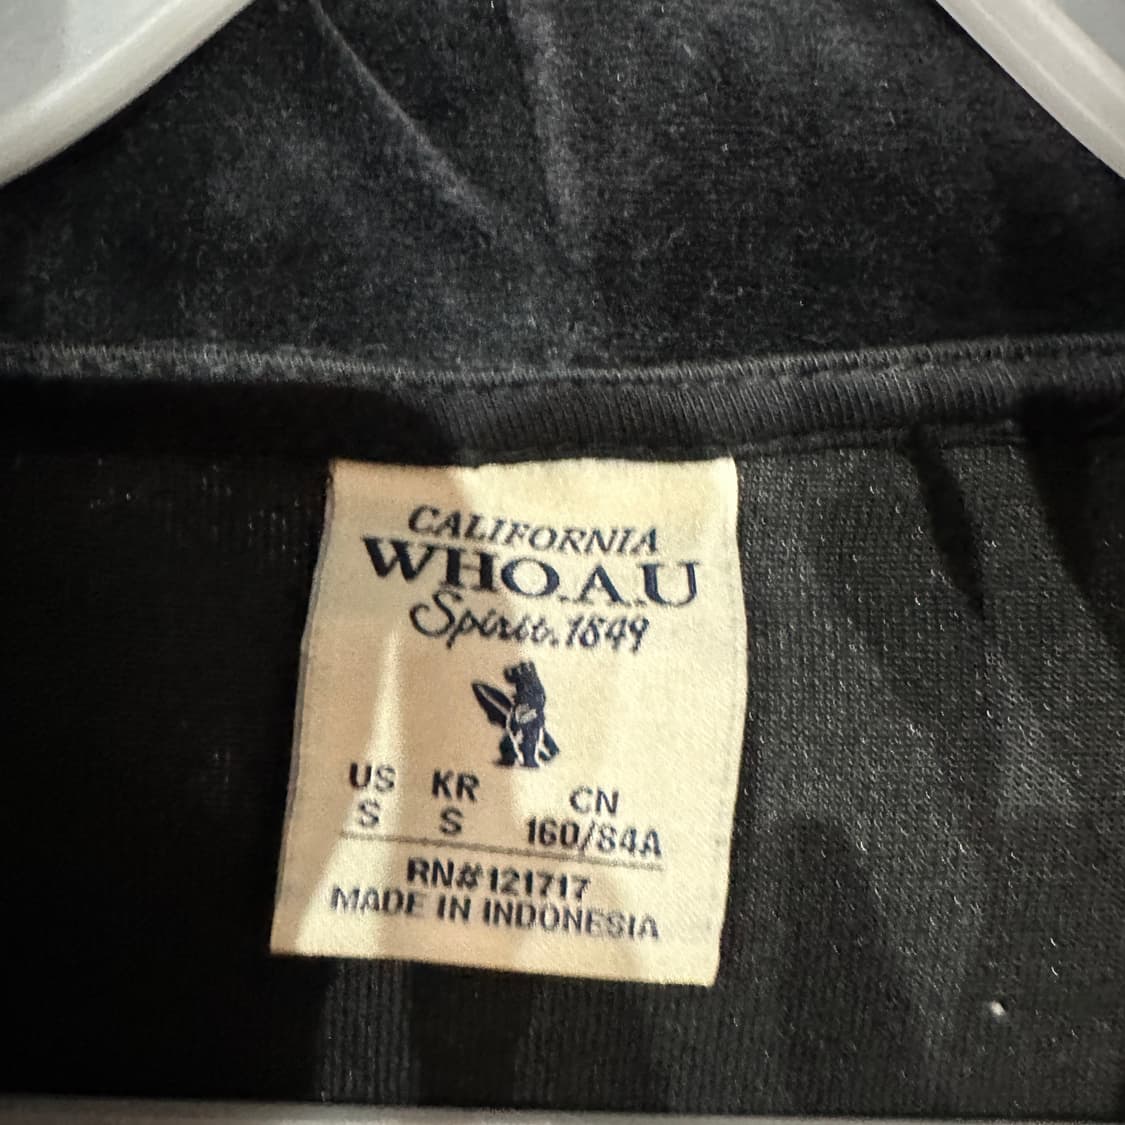 CALIFORNIA
WHO.A.U
Spirit.1849
US KR CN
S S 160/84A
RN#121717
MADE IN INDONESIA